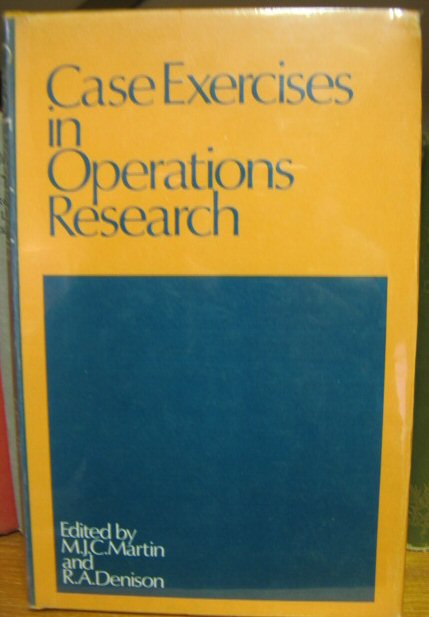 Case Exercises
in
Operations
Research
Edited by
M.J.C.Martin
and
R.A.Denison